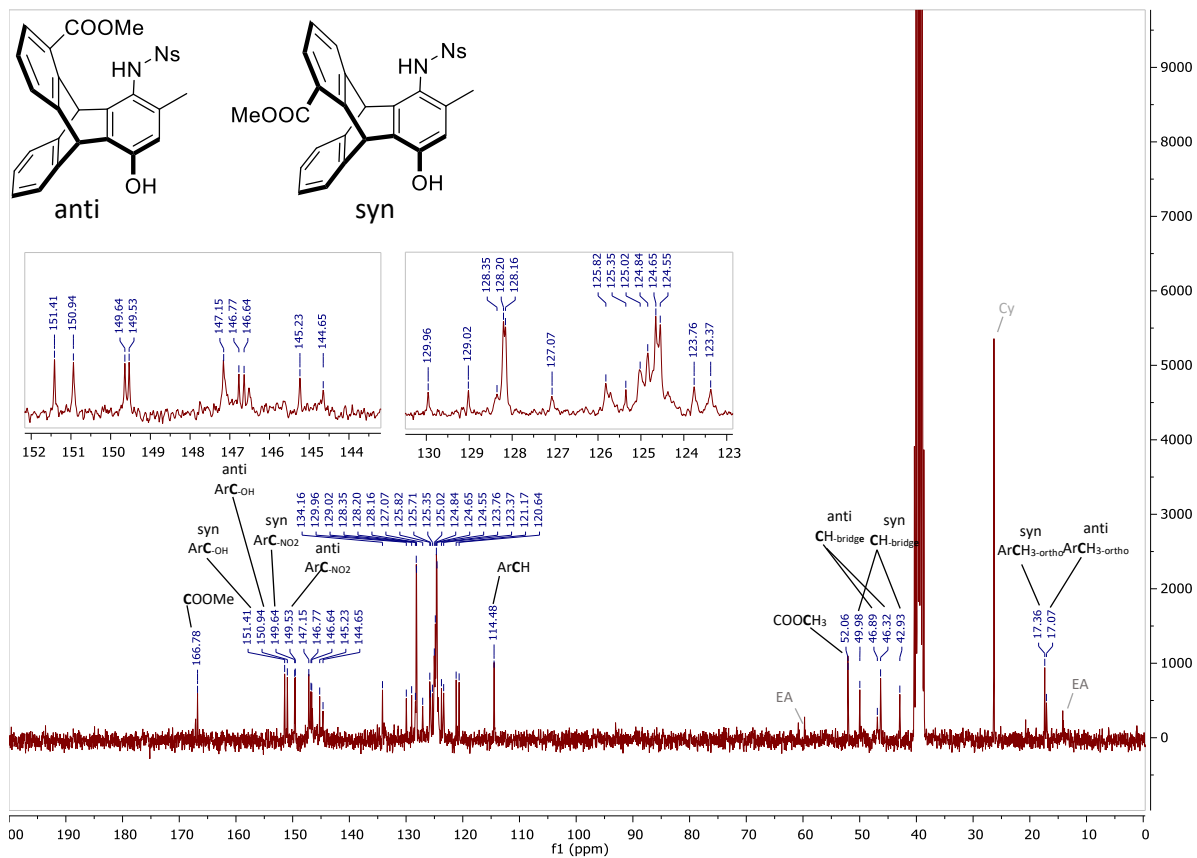 COOMe
HN
Ns
OH
anti
MeOOC
HN
Ns
OH
syn
151.41
150.94
149.64
149.53
147.15
146.77
146.64
145.23
144.65
152 151 150 149 148 147 146 145 144
128.35
128.20
128.16
125.82
125.35
125.02
124.84
124.65
124.55
129.96
129.02
127.07
123.76
123.37
130 129 128 127 126 125 124 123
Cy
anti
ArC-OH
syn
ArC-OH
syn
ArC-NO2
anti
ArC-NO2
COOMe
166.78
151.41
150.94
149.64
149.53
147.15
146.77
146.64
145.23
144.65
134.16
129.96
129.02
128.35
128.20
128.16
127.07
125.82
125.71
125.35
125.02
124.84
124.65
124.55
123.76
123.37
121.17
120.64
ArCH
114.48
anti
CH-bridge
syn
CH-bridge
COOCH3
52.06
49.98
46.89
46.32
42.93
syn
ArCH3-ortho
anti
ArCH3-ortho
17.36
17.07
EA
EA
9000
8000
7000
6000
5000
4000
3000
2000
1000
0
00 190 180 170 160 150 140 130 120 110 100 90 80 70 60 50 40 30 20 10 0
f1 (ppm)